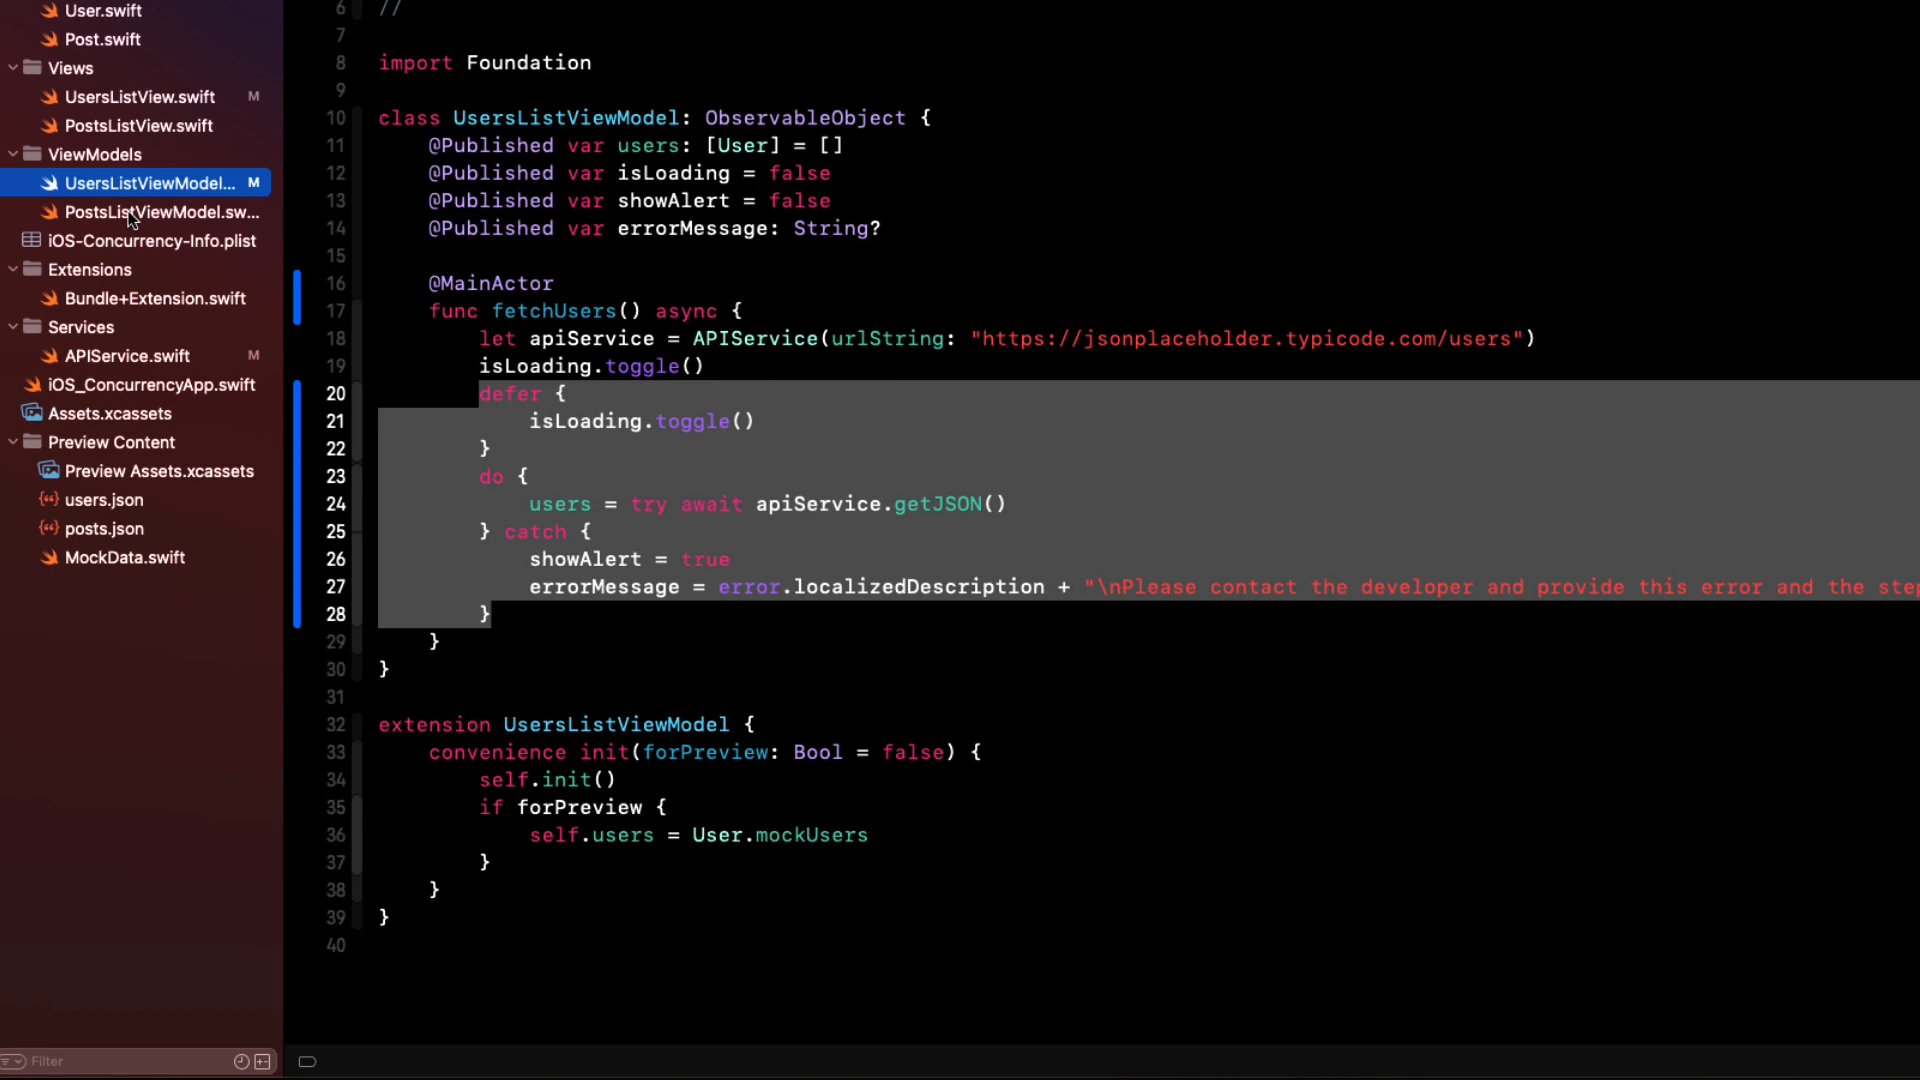 User.swift
Post.swift
Views
UsersListView.swift M
PostsListView.swift
ViewModels
UsersListViewModel... M
PostsListViewModel.sw...
iOS-Concurrency-Info.plist
Extensions
Bundle+Extension.swift
Services
APIService.swift M
iOS_ConcurrencyApp.swift
Assets.xcassets
Preview Content
Preview Assets.xcassets
users.json
posts.json
MockData.swift
Filter
6 //
7
8 import Foundation
9
10 class UsersListViewModel: ObservableObject {
11 @Published var users: [User] = []
12 @Published var isLoading = false
13 @Published var showAlert = false
14 @Published var errorMessage: String?
15
16 @MainActor
17 func fetchUsers() async {
18 let apiService = APIService(urlString: "https://jsonplaceholder.typicode.com/users")
19 isLoading.toggle()
20 defer {
21 isLoading.toggle()
22 }
23 do {
24 users = try await apiService.getJSON()
25 } catch {
26 showAlert = true
27 errorMessage = error.localizedDescription + "\nPlease contact the developer and provide this error and the step
28 }
29 }
30 }
31
32 extension UsersListViewModel {
33 convenience init(forPreview: Bool = false) {
34 self.init()
35 if forPreview {
36 self.users = User.mockUsers
37 }
38 }
39 }
40